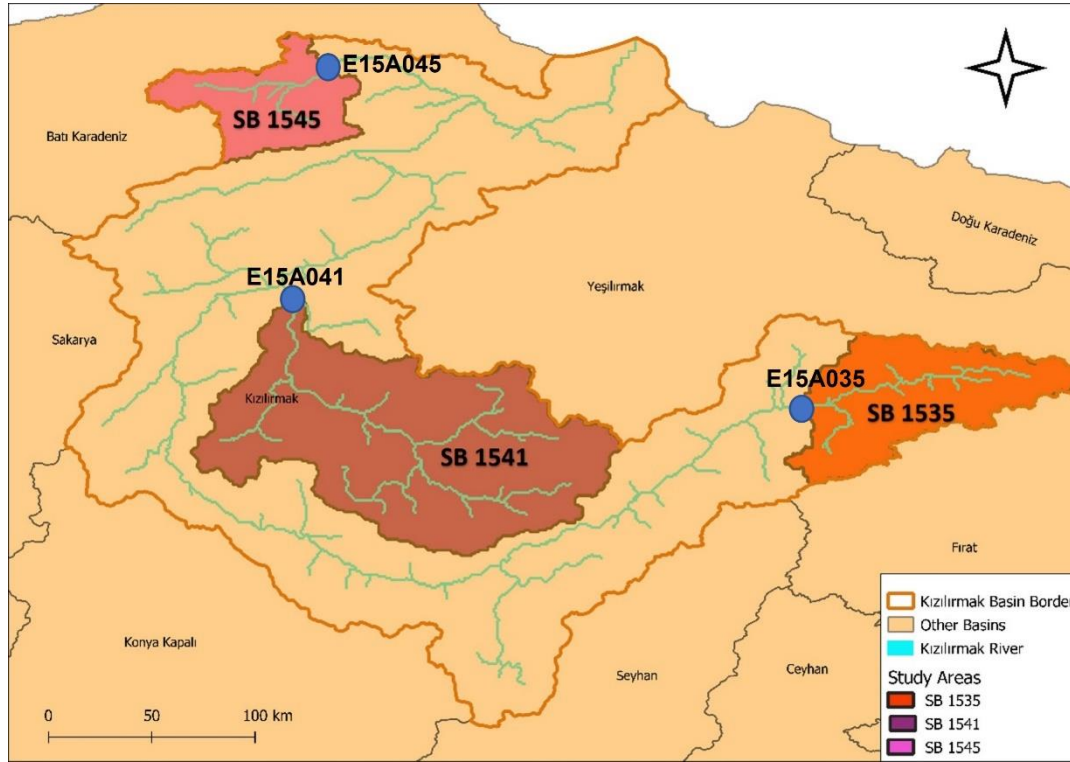 E15A045
SB 1545
Batı Karadeniz
Doğu Karadeniz
E15A041
Yeşilırmak
Sakarya
E15A035
Kızılırmak
SB 1535
SB 1541
Fırat
Konya Kapalı
Seyhan
Ceyhan
0 50 100 km
Kızılırmak Basin Border
Other Basins
Kızılırmak River
Study Areas
SB 1535
SB 1541
SB 1545